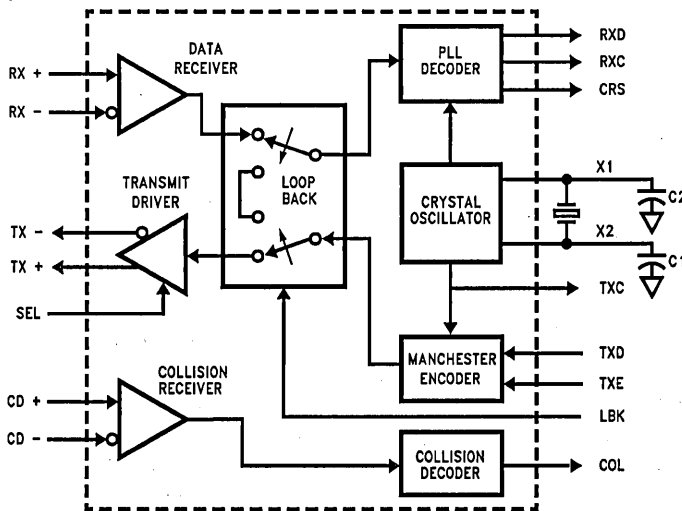 DATA
RECEIVER
RX +
RX -
PLL
DECODER
RXD
RXC
CRS
LOOP
BACK
TRANSMIT
DRIVER
TX -
TX +
SEL
CRYSTAL
OSCILLATOR
X1
X2
C2
C1
TXC
MANCHESTER
ENCODER
TXD
TXE
LBK
COLLISION
RECEIVER
CD +
CD -
COLLISION
DECODER
COL